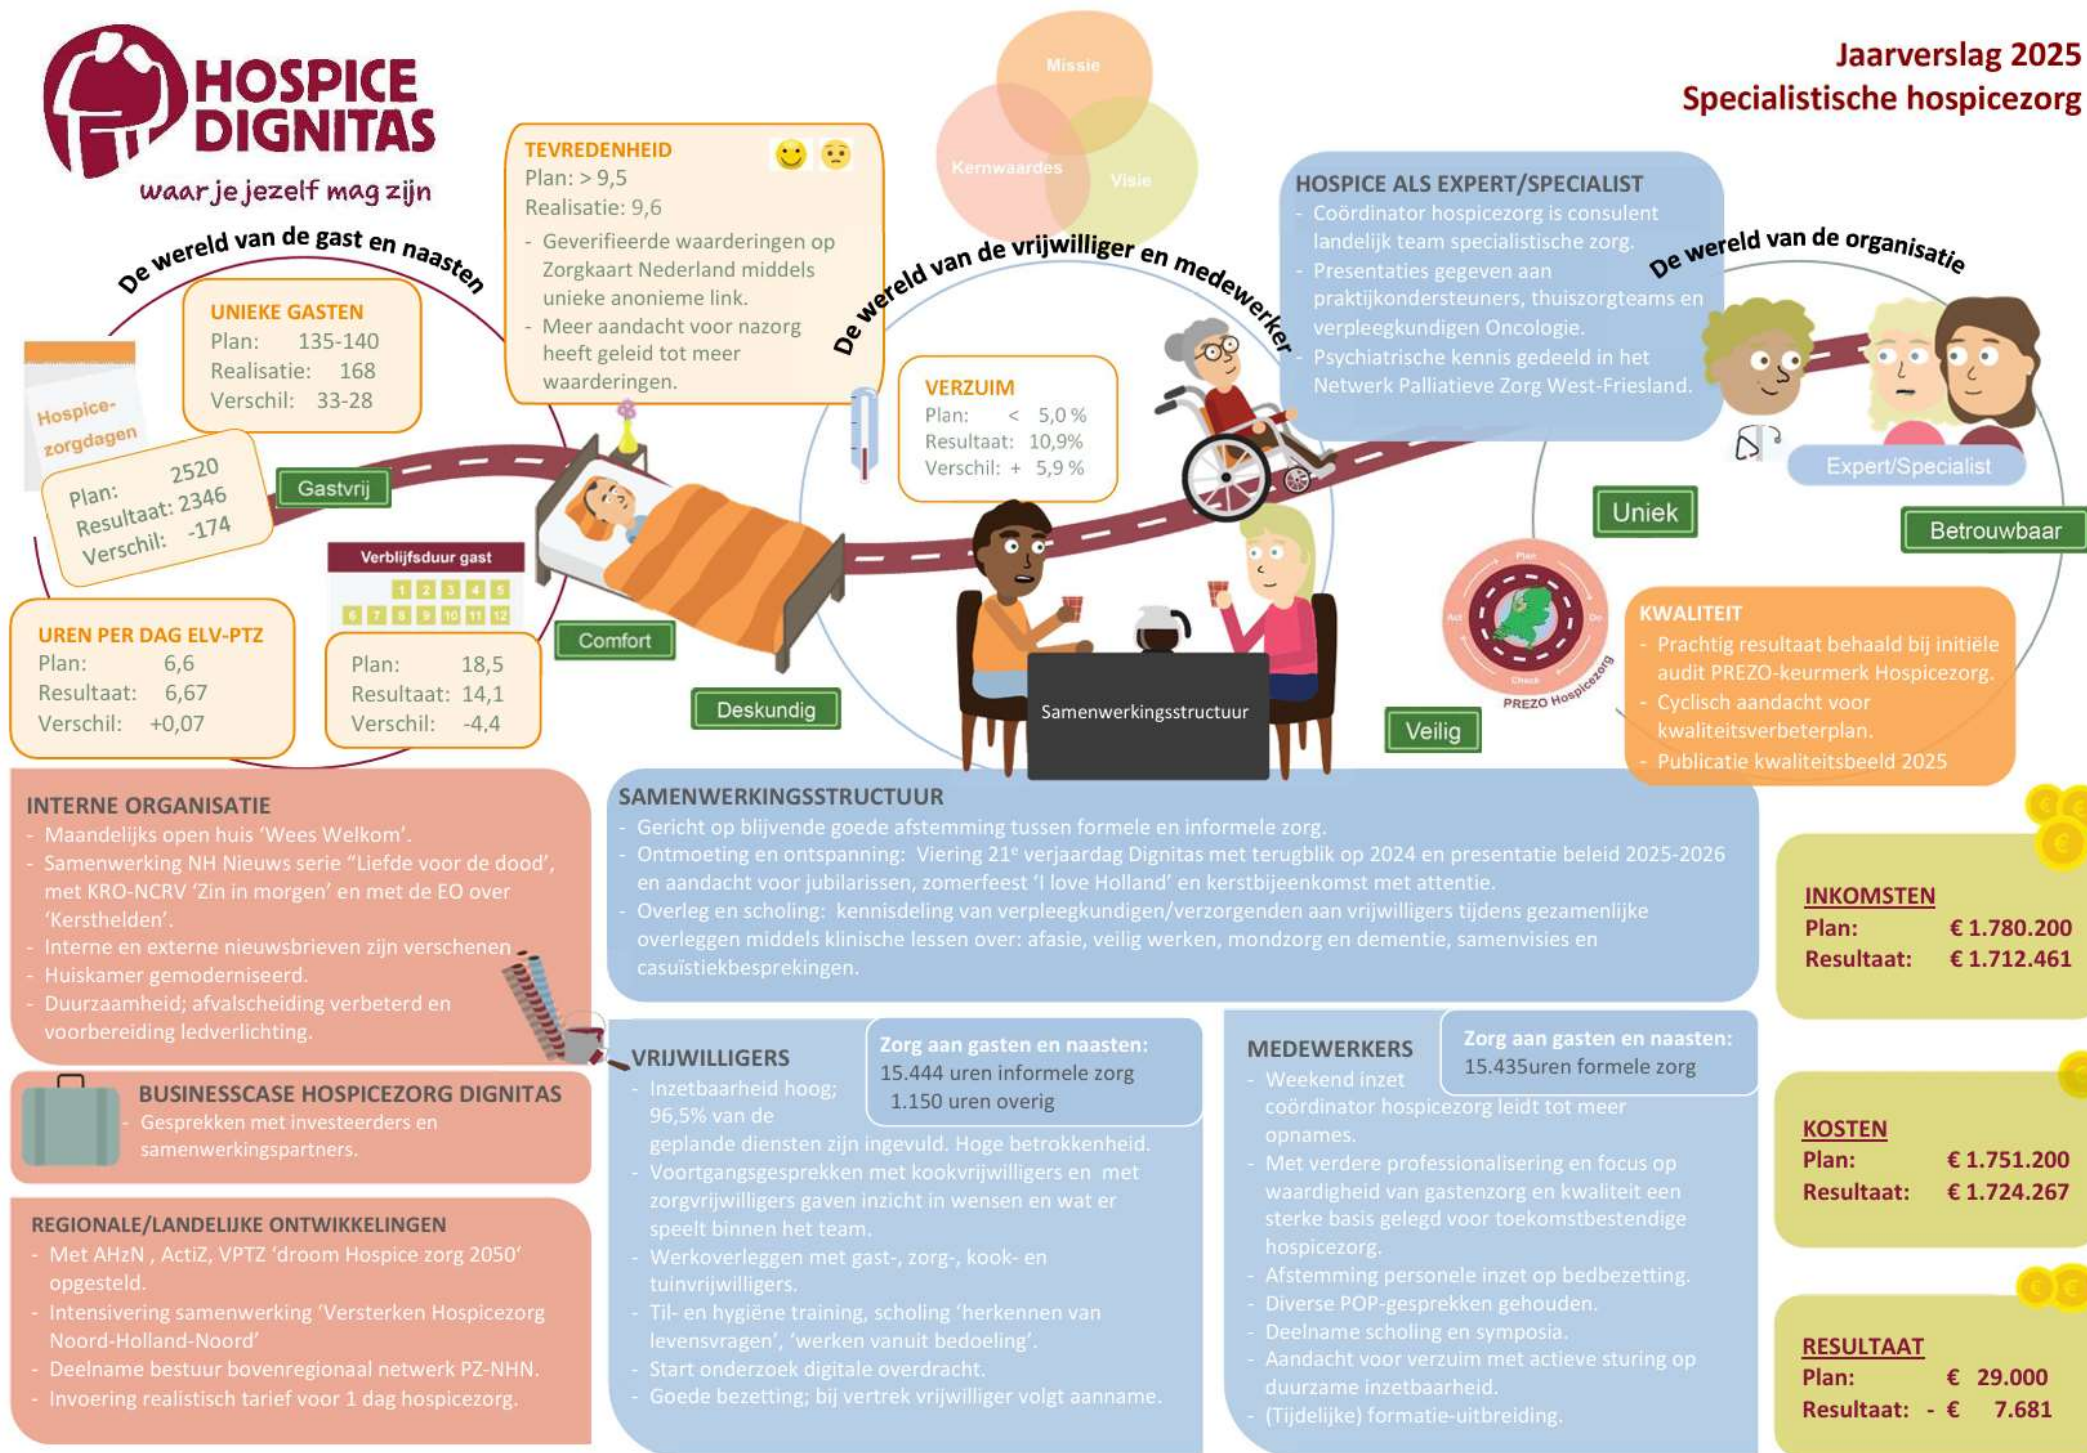 HOSPICE
DIGNITAS
waar je jezelf mag zijn
Jaarverslag 2025
Specialistische hospicezorg
Missie
Kernwaardes
Visie
De wereld van de gast en naasten
UNIEKE GASTEN
Plan: 135-140
Realisatie: 168
Verschil: 33-28
Hospice-
zorgdagen
Plan: 2520
Resultaat: 2346
Verschil: -174
Gastvrij
UREN PER DAG ELV-PTZ
Plan: 6,6
Resultaat: 6,67
Verschil: +0,07
Verblijfsduur gast
1 2 3 4 5
6 7 8 9 10 11 12
Plan: 18,5
Resultaat: 14,1
Verschil: -4,4
TEVREDENHEID
Plan: > 9,5
Realisatie: 9,6
- Geverifieerde waarderingen op
Zorgkaart Nederland middels
unieke anonieme link.
- Meer aandacht voor nazorg
heeft geleid tot meer
waarderingen.
Comfort
Deskundig
De wereld van de vrijwilliger en medewerker
VERZUIM
Plan: < 5,0 %
Resultaat: 10,9%
Verschil: + 5,9 %
Samenwerkingsstructuur
HOSPICE ALS EXPERT/SPECIALIST
- Coördinator hospicezorg is consulent
landelijk team specialistische zorg.
- Presentaties gegeven aan
praktijkondersteuners, thuiszorgteams en
verpleegkundigen Oncologie.
- Psychiatrische kennis gedeeld in het
Netwerk Palliatieve Zorg West-Friesland.
De wereld van de organisatie
Expert/Specialist
Uniek
Betrouwbaar
Veilig
Plan
Do
Check
Act
PREZO Hospicezorg
KWALITEIT
- Prachtig resultaat behaald bij initiële
audit PREZO-keurmerk Hospicezorg.
- Cyclisch aandacht voor
kwaliteitsverbeterplan.
- Publicatie kwaliteitsbeeld 2025
INTERNE ORGANISATIE
- Maandelijks open huis ‘Wees Welkom’.
- Samenwerking NH Nieuws serie “Liefde voor de dood’,
met KRO-NCRV ‘Zin in morgen’ en met de EO over
‘Kersthelden’.
- Interne en externe nieuwsbrieven zijn verschenen.
- Huiskamer gemoderniseerd.
- Duurzaamheid; afvalscheiding verbeterd en
voorbereiding ledverlichting.
BUSINESSCASE HOSPICEZORG DIGNITAS
- Gesprekken met investeerders en
samenwerkingspartners.
REGIONALE/LANDELIJKE ONTWIKKELINGEN
- Met AHzN , ActiZ, VPTZ ‘droom Hospice zorg 2050’
opgesteld.
- Intensivering samenwerking ‘Versterken Hospicezorg
Noord-Holland-Noord’
- Deelname bestuur bovenregionaal netwerk PZ-NHN.
- Invoering realistisch tarief voor 1 dag hospicezorg.
SAMENWERKINGSSTRUCTUUR
- Gericht op blijvende goede afstemming tussen formele en informele zorg.
- Ontmoeting en ontspanning: Viering 21e verjaardag Dignitas met terugblik op 2024 en presentatie beleid 2025-2026
en aandacht voor jubilarissen, zomerfeest ‘I love Holland’ en kerstbijeenkomst met attentie.
- Overleg en scholing: kennisdeling van verpleegkundigen/verzorgenden aan vrijwilligers tijdens gezamenlijke
overleggen middels klinische lessen over: afasie, veilig werken, mondzorg en dementie, samenvisies en
casuïstiekbesprekingen.
VRIJWILLIGERS
Zorg aan gasten en naasten:
15.444 uren informele zorg
1.150 uren overig
- Inzetbaarheid hoog;
96,5% van de
geplande diensten zijn ingevuld. Hoge betrokkenheid.
- Voortgangsgesprekken met kookvrijwilligers en met
zorgvrijwilligers gaven inzicht in wensen en wat er
speelt binnen het team.
- Werkoverleggen met gast-, zorg-, kook- en
tuinvrijwilligers.
- Til- en hygiëne training, scholing ‘herkennen van
levensvragen’, ‘werken vanuit bedoeling’.
- Start onderzoek digitale overdracht.
- Goede bezetting; bij vertrek vrijwilliger volgt aanname.
MEDEWERKERS
Zorg aan gasten en naasten:
15.435uren formele zorg
- Weekend inzet
coördinator hospicezorg leidt tot meer
opnames.
- Met verdere professionalisering en focus op
waardigheid van gastenzorg en kwaliteit een
sterke basis gelegd voor toekomstbestendige
hospicezorg.
- Afstemming personele inzet op bedbezetting.
- Diverse POP-gesprekken gehouden.
- Deelname scholing en symposia.
- Aandacht voor verzuim met actieve sturing op
duurzame inzetbaarheid.
- (Tijdelijke) formatie-uitbreiding.
INKOMSTEN
Plan: € 1.780.200
Resultaat: € 1.712.461
KOSTEN
Plan: € 1.751.200
Resultaat: € 1.724.267
RESULTAAT
Plan: € 29.000
Resultaat: - € 7.681